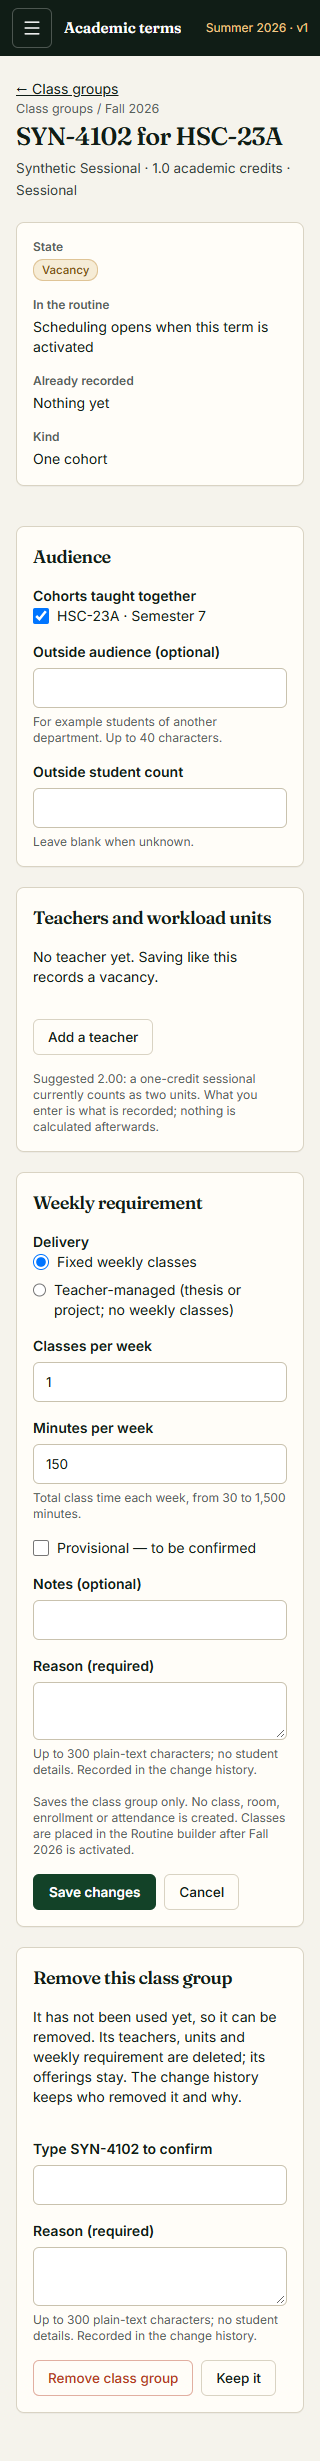 Academic terms
Summer 2026 · v1
← Class groups
Class groups / Fall 2026
SYN-4102 for HSC-23A
Synthetic Sessional · 1.0 academic credits ·
Sessional
State
Vacancy
In the routine
Scheduling opens when this term is
activated
Already recorded
Nothing yet
Kind
One cohort
Audience
Cohorts taught together
HSC-23A · Semester 7
Outside audience (optional)
For example students of another
department. Up to 40 characters.
Outside student count
Leave blank when unknown.
Teachers and workload units
No teacher yet. Saving like this
records a vacancy.
Add a teacher
Suggested 2.00: a one-credit sessional
currently counts as two units. What you
enter is what is recorded; nothing is
calculated afterwards.
Weekly requirement
Delivery
Fixed weekly classes
Teacher-managed (thesis or
project; no weekly classes)
Classes per week
1
Minutes per week
150
Total class time each week, from 30 to 1,500
minutes.
Provisional — to be confirmed
Notes (optional)
Reason (required)
Up to 300 plain-text characters; no student
details. Recorded in the change history.
Saves the class group only. No class, room,
enrollment or attendance is created. Classes
are placed in the Routine builder after Fall
2026 is activated.
Save changes
Cancel
Remove this class group
It has not been used yet, so it can be
removed. Its teachers, units and
weekly requirement are deleted; its
offerings stay. The change history
keeps who removed it and why.
Type SYN-4102 to confirm
Reason (required)
Up to 300 plain-text characters; no student
details. Recorded in the change history.
Remove class group
Keep it